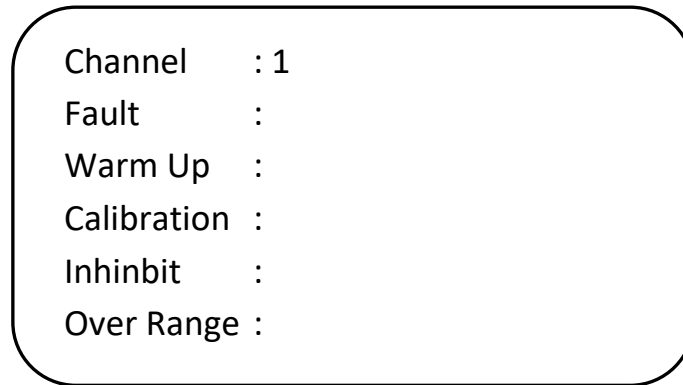 Channel : 1
Fault :
Warm Up :
Calibration :
Inhinbit :
Over Range :